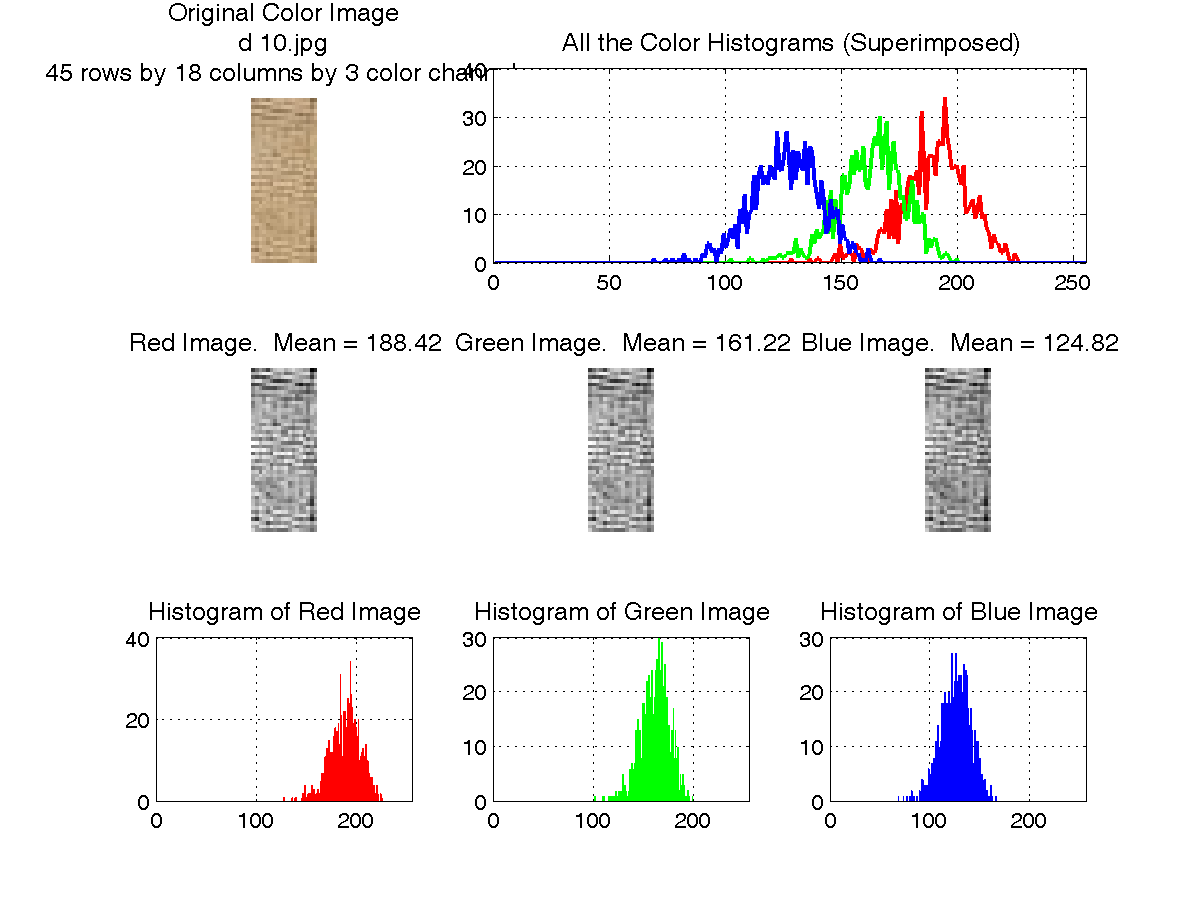 Original Color Image
d 10.jpg
45 rows by 18 columns by 3 color
All the Color Histograms (Superimposed)
40
30
20
10
0
0 50 100 150 200 250
Red Image. Mean = 188.42 Green Image. Mean = 161.22 Blue Image. Mean = 124.82
Histogram of Red Image
40
20
0
0 100 200
Histogram of Green Image
30
20
10
0
0 100 200
Histogram of Blue Image
30
20
10
0
0 100 200